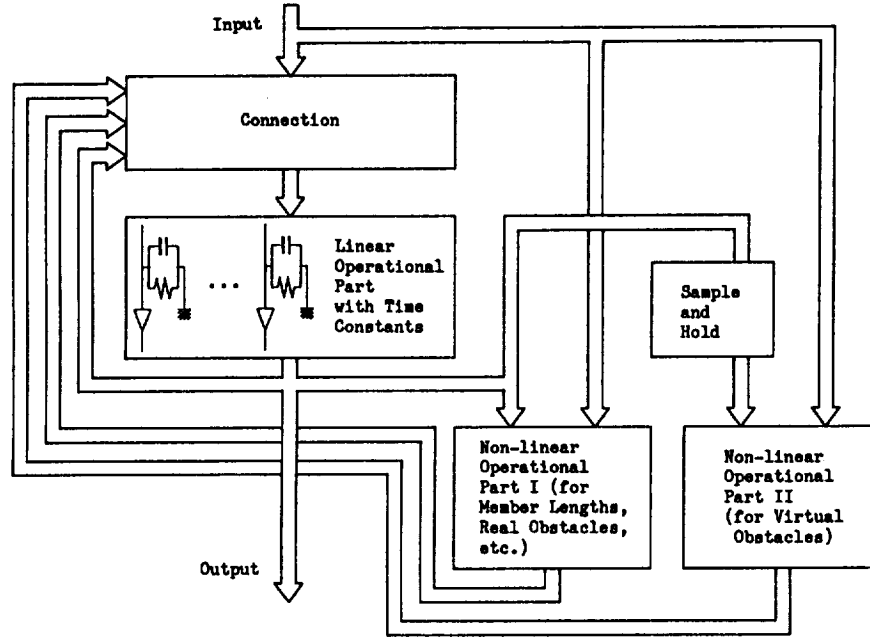 Input
Connection
Linear
Operational
Part
with Time
Constants
Sample
and
Hold
Non-linear
Operational
Part I (for
Member Lengths,
Real Obstacles,
etc.)
Non-linear
Operational
Part II
(for Virtual
Obstacles)
Output